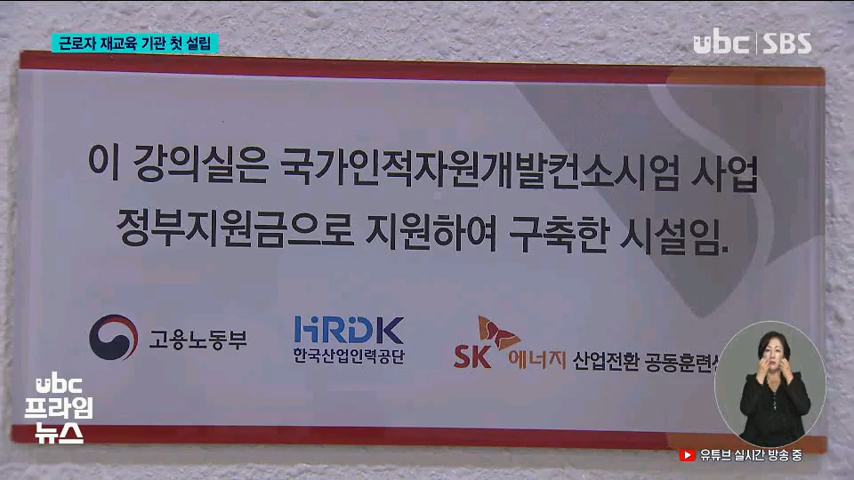 근로자 재교육 기관 첫 설립
ubc SBS
이 강의실은 국가인적자원개발컨소시엄 사업
정부지원금으로 지원하여 구축한 시설임.
고용노동부
HRDK
한국산업인력공단
SK에너지 산업전환 공동훈련
ubc
프라임
뉴스
유튜브 실시간 방송 중